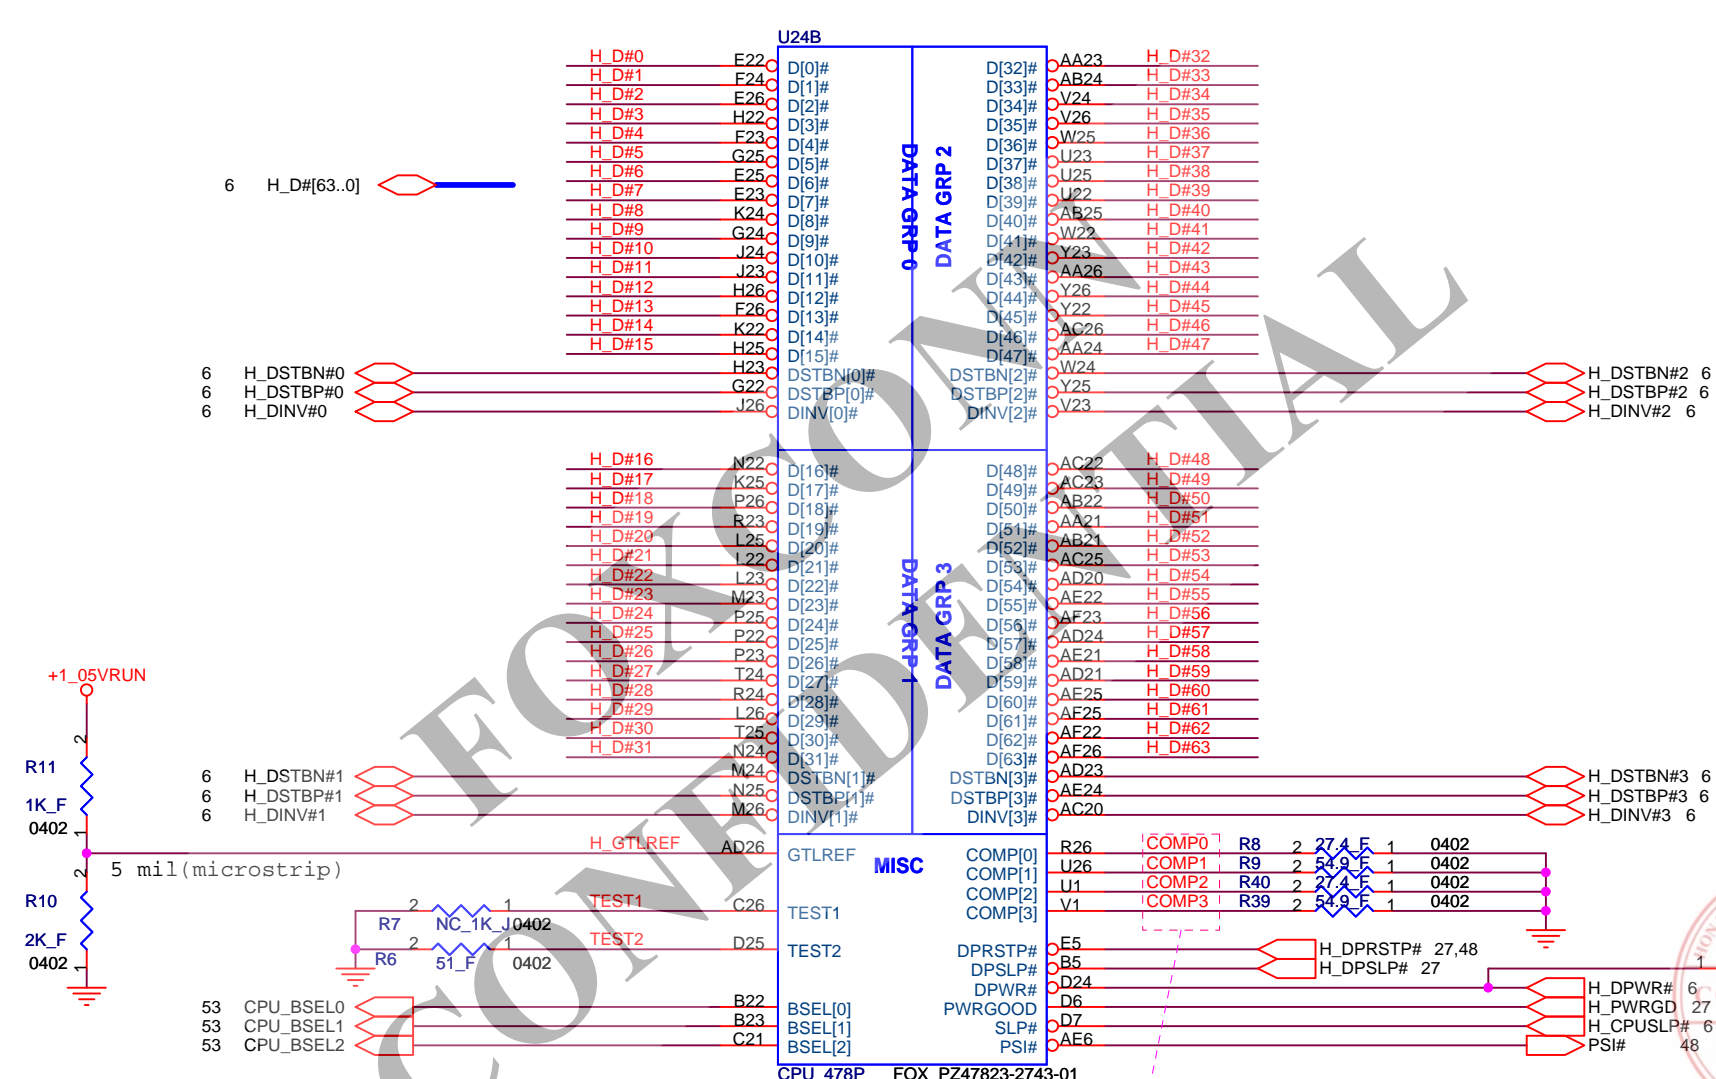 U24B
H_D#0 E22 D[0]# D[32]# AA23 H_D#32
H_D#1 F24 D[1]# D[33]# AB24 H_D#33
H_D#2 E26 D[2]# D[34]# V24 H_D#34
H_D#3 H22 D[3]# D[35]# V26 H_D#35
H_D#4 F23 D[4]# D[36]# W25 H_D#36
H_D#5 G25 D[5]# D[37]# U23 H_D#37
H_D#6 E25 D[6]# D[38]# U25 H_D#38
6 H_D#[63..0]
H_D#7 E23 D[7]# D[39]# U22 H_D#39
H_D#8 K24 D[8]# D[40]# AB25 H_D#40
H_D#9 G24 D[9]# D[41]# W22 H_D#41
H_D#10 J24 D[10]# D[42]# Y23 H_D#42
H_D#11 J23 D[11]# D[43]# AA26 H_D#43
H_D#12 H26 D[12]# D[44]# Y26 H_D#44
H_D#13 F26 D[13]# D[45]# Y22 H_D#45
H_D#14 K22 D[14]# D[46]# AC26 H_D#46
H_D#15 H25 D[15]# D[47]# AA24 H_D#47
6 H_DSTBN#0 H23 DSTBN[0]# DSTBN[2]# W24 H_DSTBN#2 6
6 H_DSTBP#0 G22 DSTBP[0]# DSTBP[2]# Y25 H_DSTBP#2 6
6 H_DINV#0 J26 DINV[0]# DINV[2]# V23 H_DINV#2 6
DATA GRP 0
DATA GRP 2
H_D#16 N22 D[16]# D[48]# AC22 H_D#48
H_D#17 K25 D[17]# D[49]# AC23 H_D#49
H_D#18 P26 D[18]# D[50]# AB22 H_D#50
H_D#19 R23 D[19]# D[51]# AA21 H_D#51
H_D#20 L25 D[20]# D[52]# AB21 H_D#52
H_D#21 L22 D[21]# D[53]# AC25 H_D#53
H_D#22 L23 D[22]# D[54]# AD20 H_D#54
H_D#23 M23 D[23]# D[55]# AE22 H_D#55
H_D#24 P25 D[24]# D[56]# AF23 H_D#56
H_D#25 P22 D[25]# D[57]# AD24 H_D#57
H_D#26 P23 D[26]# D[58]# AE21 H_D#58
H_D#27 T24 D[27]# D[59]# AD21 H_D#59
H_D#28 R24 D[28]# D[60]# AE25 H_D#60
H_D#29 L26 D[29]# D[61]# AF25 H_D#61
H_D#30 T25 D[30]# D[62]# AF22 H_D#62
H_D#31 N24 D[31]# D[63]# AF26 H_D#63
6 H_DSTBN#1 M24 DSTBN[1]# DSTBN[3]# AD23 H_DSTBN#3 6
6 H_DSTBP#1 N25 DSTBP[1]# DSTBP[3]# AE24 H_DSTBP#3 6
6 H_DINV#1 M26 DINV[1]# DINV[3]# AC20 H_DINV#3 6
DATA GRP 1
DATA GRP 3
+1_05VRUN
2
R11
1K_F
0402
1
H_GTLREF AD26 GTLREF
5 mil(microstrip)
2
R10
2K_F
0402
1
MISC
COMP[0] R26 COMP0 R8 2 27.4_F 1 0402
COMP[1] U26 COMP1 R9 2 54.9_F 1 0402
COMP[2] U1 COMP2 R40 2 27.4_F 1 0402
COMP[3] V1 COMP3 R39 2 54.9_F 1 0402
R7 2 NC_1K_J 1 0402 TEST1 C26 TEST1
R6 2 51_F 1 0402 TEST2 D25 TEST2
DPRSTP# E5 H_DPRSTP# 27,48
DPSLP# B5 H_DPSLP# 27
1
DPWR# D24 H_DPWR# 6
53 CPU_BSEL0 B22 BSEL[0] PWRGOOD D6 H_PWRGD 27
53 CPU_BSEL1 B23 BSEL[1] SLP# D7 H_CPUSLP# 6
53 CPU_BSEL2 C21 BSEL[2] PSI# AE6 PSI# 48
CPU_478P FOX_PZ47823-2743-01
FOXCONN
CONFIDENTIAL